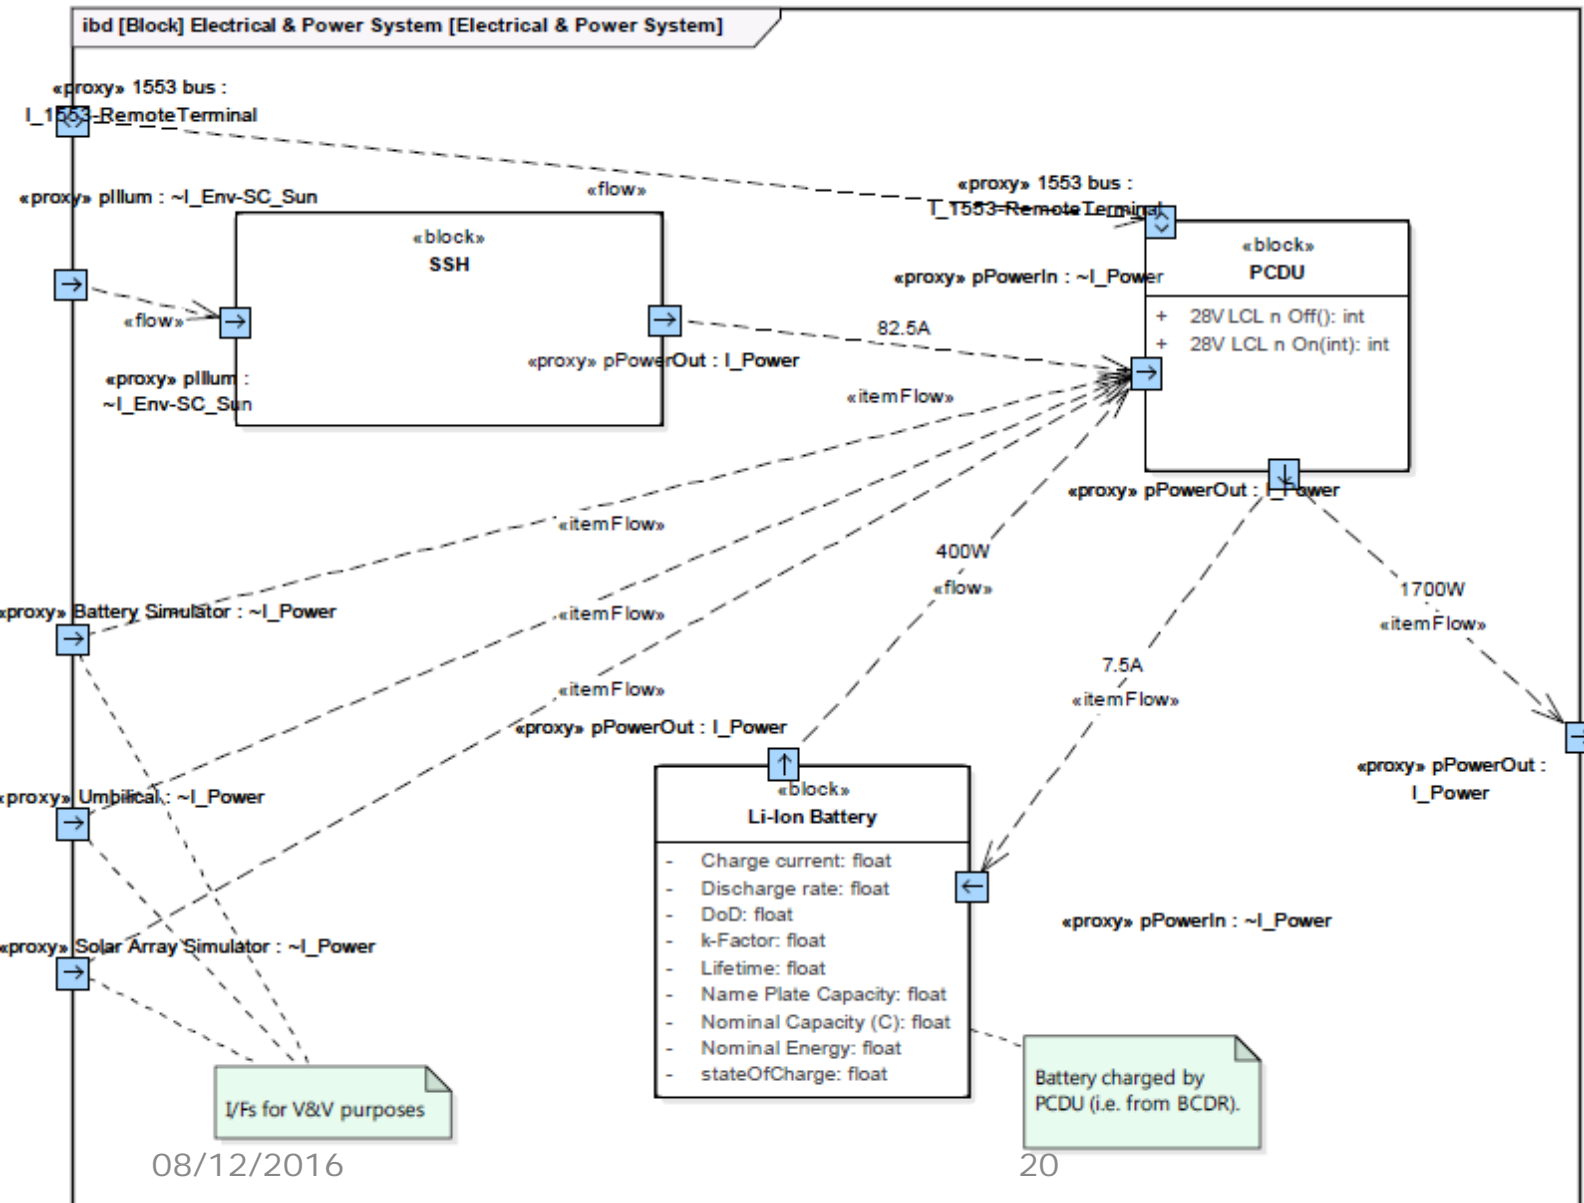 ibd [Block] Electrical & Power System [Electrical & Power System]
«proxy» 1553 bus :
I_1553-RemoteTerminal
«proxy» pIllum : ~I_Env-SC_Sun
«flow»
«proxy» 1553 bus :
I_1553-RemoteTerminal
«block»
SSH
«block»
PCDU
«proxy» pPowerIn : ~I_Power
+ 28V LCL n Off(): int
+ 28V LCL n On(int): int
«flow»
82.5A
«proxy» pPowerOut : I_Power
«proxy» pIllum :
~I_Env-SC_Sun
«itemFlow»
«proxy» pPowerOut : I_Power
«itemFlow»
400W
«flow»
1700W
«itemFlow»
«proxy» Battery Simulator : ~I_Power
«itemFlow»
7.5A
«itemFlow»
«itemFlow»
«proxy» pPowerOut : I_Power
«proxy» pPowerOut :
I_Power
«proxy» Umbilical : ~I_Power
«block»
Li-Ion Battery
- Charge current: float
- Discharge rate: float
- DoD: float
- k-Factor: float
- Lifetime: float
- Name Plate Capacity: float
- Nominal Capacity (C): float
- Nominal Energy: float
- stateOfCharge: float
«proxy» pPowerIn : ~I_Power
«proxy» Solar Array Simulator : ~I_Power
I/Fs for V&V purposes
Battery charged by
PCDU (i.e. from BCDR).
08/12/2016
20